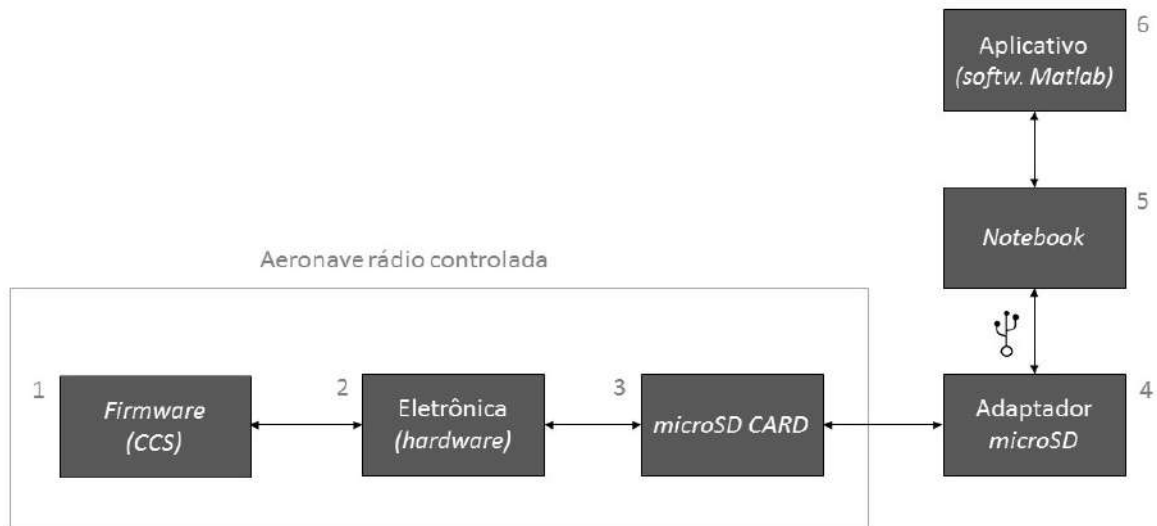 6
Aplicativo
(softw. Matlab)
5
Notebook
Aeronave rádio controlada
1
Firmware
(CCS)
2
Eletrônica
(hardware)
3
microSD CARD
4
Adaptador
microSD